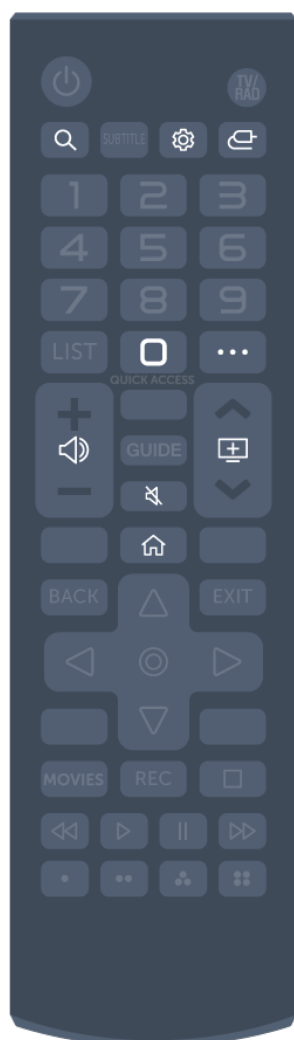 TV/
RAD
SUBTITLE
1 2 3
4 5 6
7 8 9
LIST 0
QUICK ACCESS
GUIDE
BACK EXIT
MOVIES REC